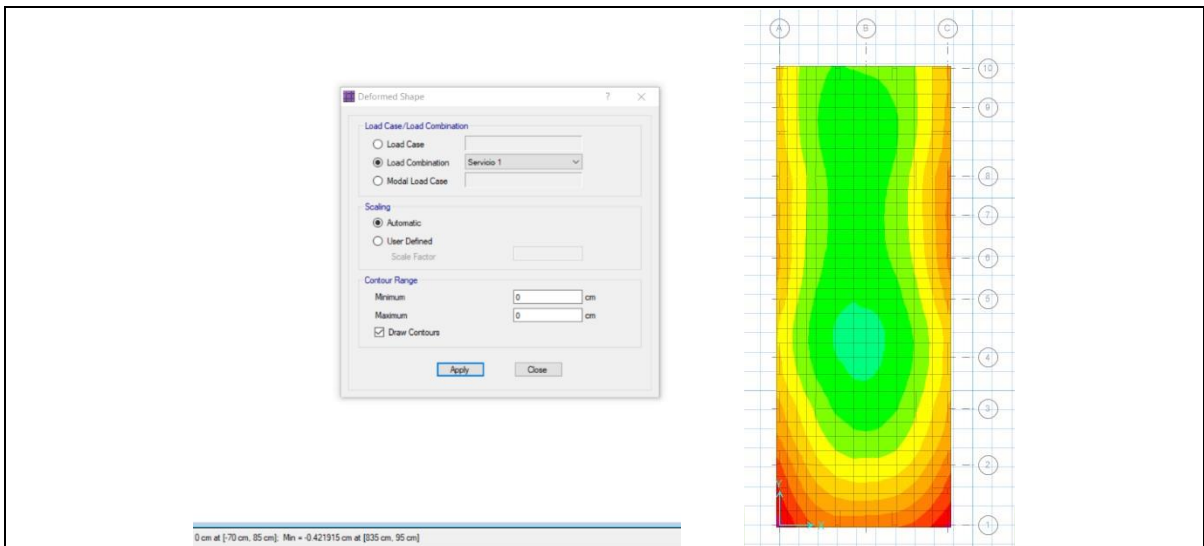 Deformed Shape
?
Load Case/Load Combination
Load Case
Load Combination
Servicio 1
Modal Load Case
Scaling
Automatic
User Defined
Scale Factor
Contour Range
Minimum
0
cm
Maximum
0
cm
Draw Contours
Apply
Close
0 cm at [-70 cm, 85 cm]; Min = -0.421915 cm at [835 cm, 95 cm]
A
B
C
10
9
8
7
6
5
4
3
2
1
Y
X